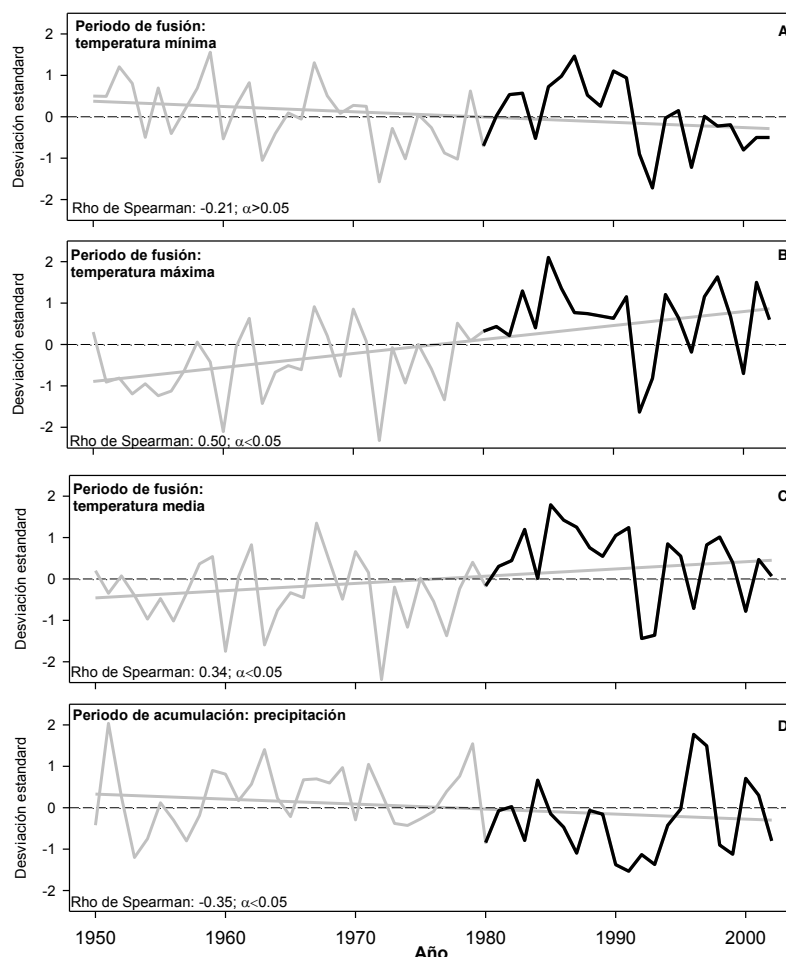 Periodo de fusión:
temperatura mínima
A
2
1
0
-1
-2
Desviación estandard
Rho de Spearman: -0.21; α>0.05
Periodo de fusión:
temperatura máxima
B
2
1
0
-1
-2
Desviación estandard
Rho de Spearman: 0.50; α<0.05
Periodo de fusión:
temperatura media
C
2
1
0
-1
-2
Desviación estandard
Rho de Spearman: 0.34; α<0.05
Periodo de acumulación: precipitación
D
2
1
0
-1
-2
Desviación estandard
Rho de Spearman: -0.35; α<0.05
1950 1960 1970 1980 1990 2000
Año